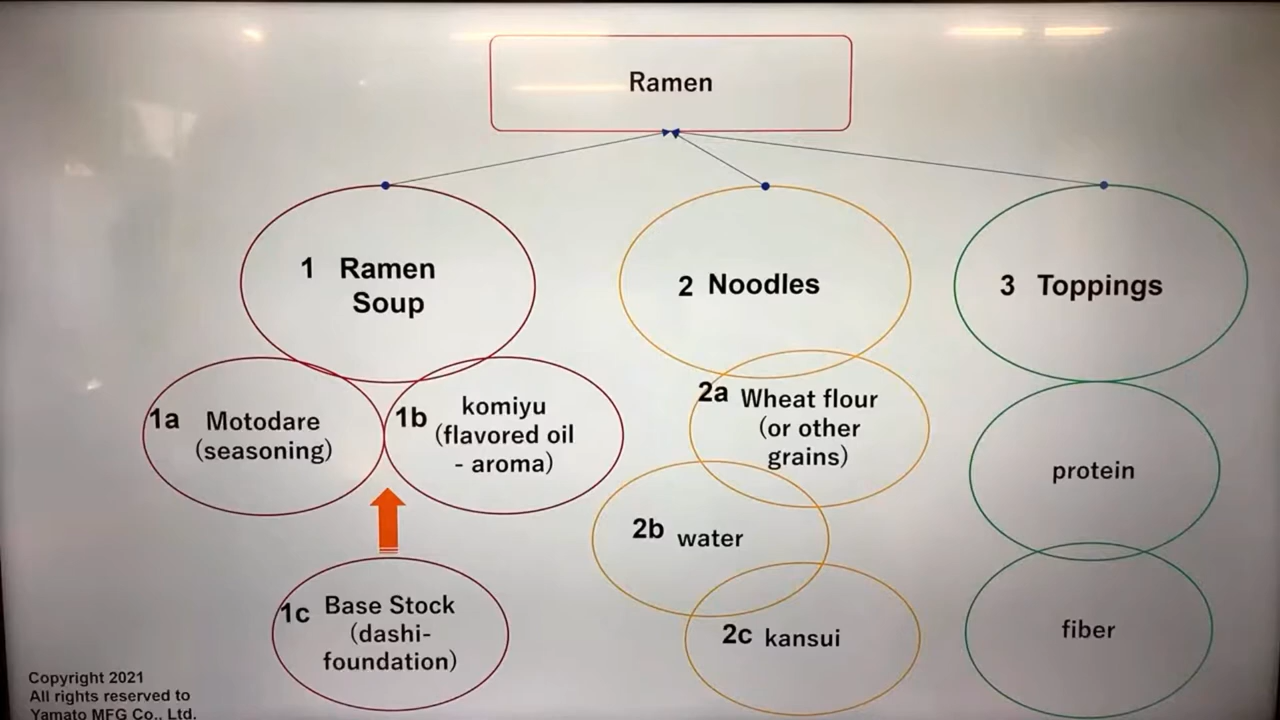 Ramen
1 Ramen
Soup
2 Noodles
3 Toppings
1a Motodare
(seasoning)
1b komiyu
(flavored oil
- aroma)
1c Base Stock
(dashi-
foundation)
2a Wheat flour
(or other
grains)
2b water
2c kansui
protein
fiber
Copyright 2021
All rights reserved to
Yamato MFG Co., Ltd.